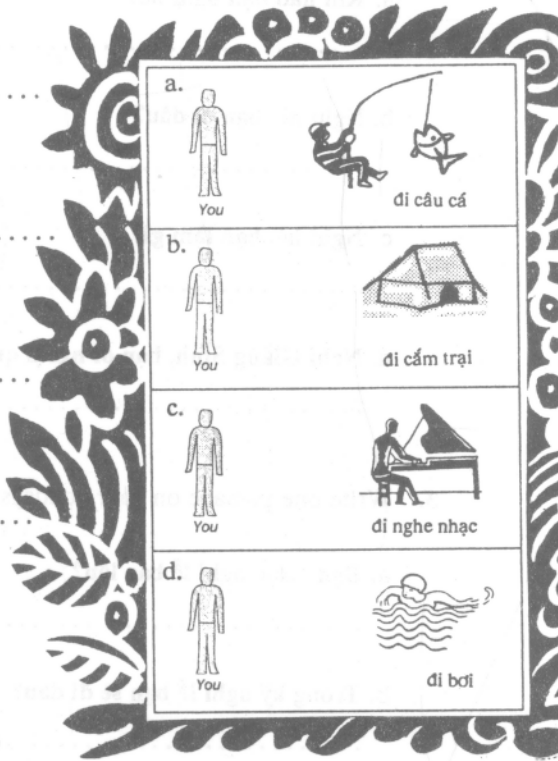 a.
You
đi câu cá
b.
You
đi cắm trại
c.
You
đi nghe nhạc
d.
You
đi bơi